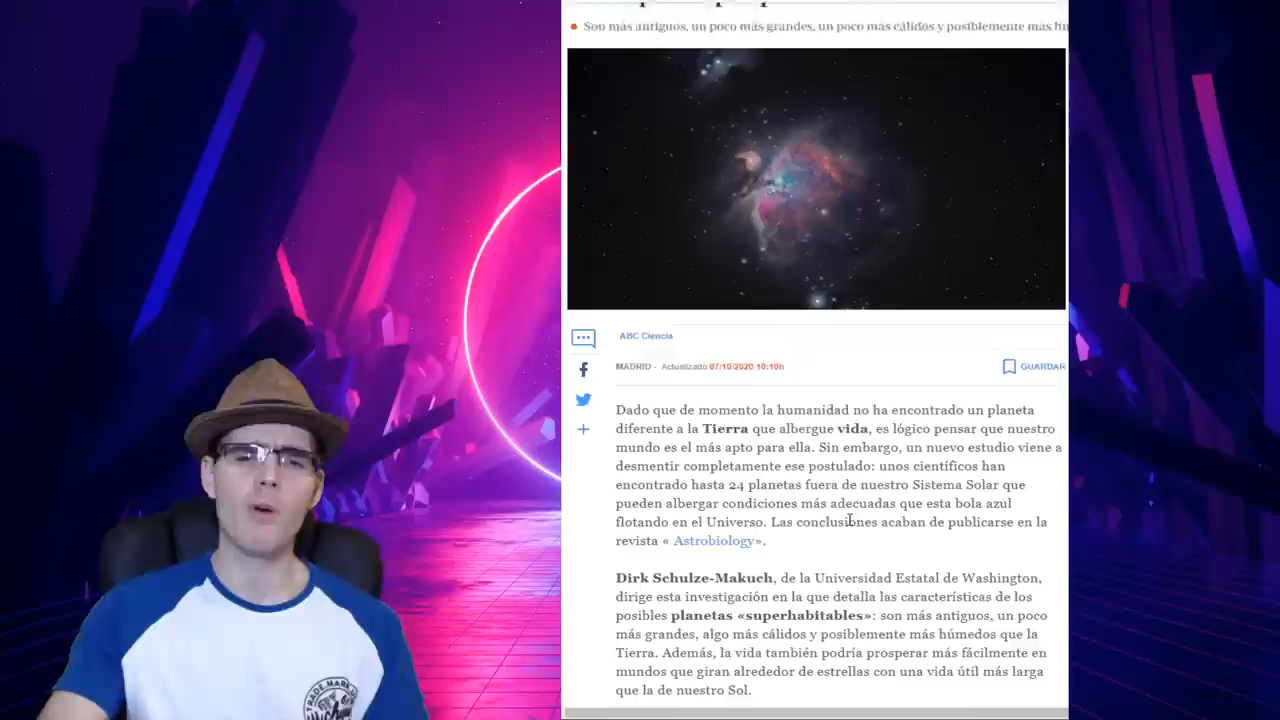 Son más antiguos, un poco más grandes, un poco más cálidos y posiblemente más hú
ABC Ciencia
MADRID - Actualizado:07/10/2020 10:10h
GUARDAR
Dado que de momento la humanidad no ha encontrado un planeta
diferente a la Tierra que albergue vida, es lógico pensar que nuestro
mundo es el más apto para ella. Sin embargo, un nuevo estudio viene a
desmentir completamente ese postulado: unos científicos han
encontrado hasta 24 planetas fuera de nuestro Sistema Solar que
pueden albergar condiciones más adecuadas que esta bola azul
flotando en el Universo. Las conclusiones acaban de publicarse en la
revista « Astrobiology».
Dirk Schulze-Makuch, de la Universidad Estatal de Washington,
dirige esta investigación en la que detalla las características de los
posibles planetas «superhabitables»: son más antiguos, un poco
más grandes, algo más cálidos y posiblemente más húmedos que la
Tierra. Además, la vida también podría prosperar más fácilmente en
mundos que giran alrededor de estrellas con una vida útil más larga
que la de nuestro Sol.
TRADE MARK